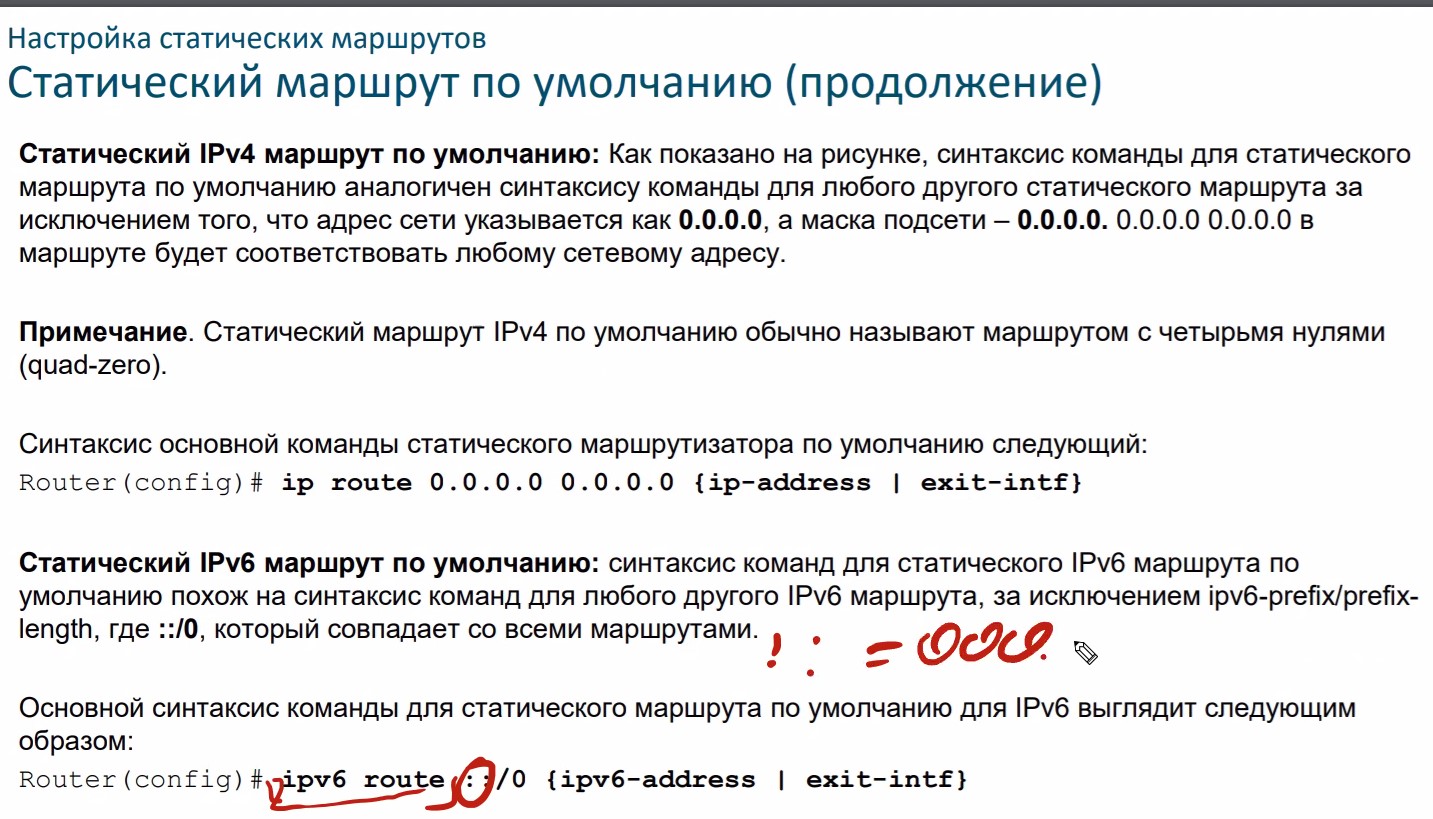 Настройка статических маршрутов
Статический маршрут по умолчанию (продолжение)
Статический IPv4 маршрут по умолчанию: Как показано на рисунке, синтаксис команды для статического
маршрута по умолчанию аналогичен синтаксису команды для любого другого статического маршрута за
исключением того, что адрес сети указывается как 0.0.0.0, а маска подсети – 0.0.0.0. 0.0.0.0 0.0.0.0 в
маршруте будет соответствовать любому сетевому адресу.
Примечание. Статический маршрут IPv4 по умолчанию обычно называют маршрутом с четырьмя нулями
(quad-zero).
Синтаксис основной команды статического маршрутизатора по умолчанию следующий:
Router(config)# ip route 0.0.0.0 0.0.0.0 {ip-address | exit-intf}
Статический IPv6 маршрут по умолчанию: синтаксис команд для статического IPv6 маршрута по
умолчанию похож на синтаксис команд для любого другого IPv6 маршрута, за исключением ipv6-prefix/prefix-
length, где ::/0, который совпадает со всеми маршрутами.
! : = 000.
Основной синтаксис команды для статического маршрута по умолчанию для IPv6 выглядит следующим
образом:
Router(config)# ipv6 route ::/0 {ipv6-address | exit-intf}